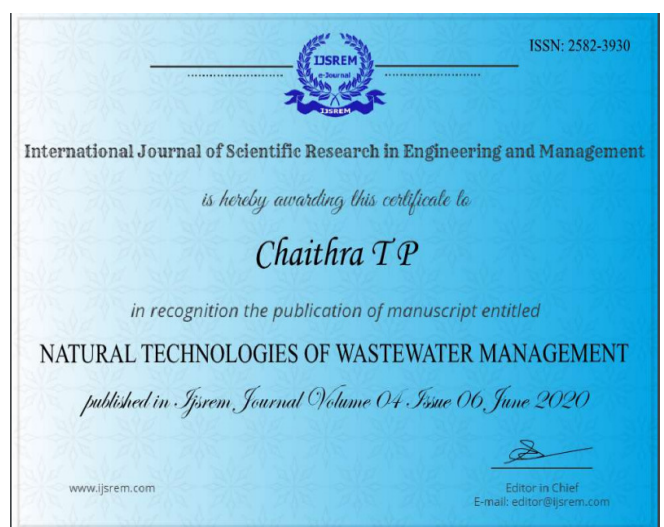 ISSN: 2582-3930
IJSREM
e-Journal
IJSREM
International Journal of Scientific Research in Engineering and Management
is hereby awarding this certificate to
Chaithra T P
in recognition the publication of manuscript entitled
NATURAL TECHNOLOGIES OF WASTEWATER MANAGEMENT
published in Ijsrem Journal Volume 04 Issue 06 June 2020
www.ijsrem.com
Editor in Chief
E-mail: editor@ijsrem.com